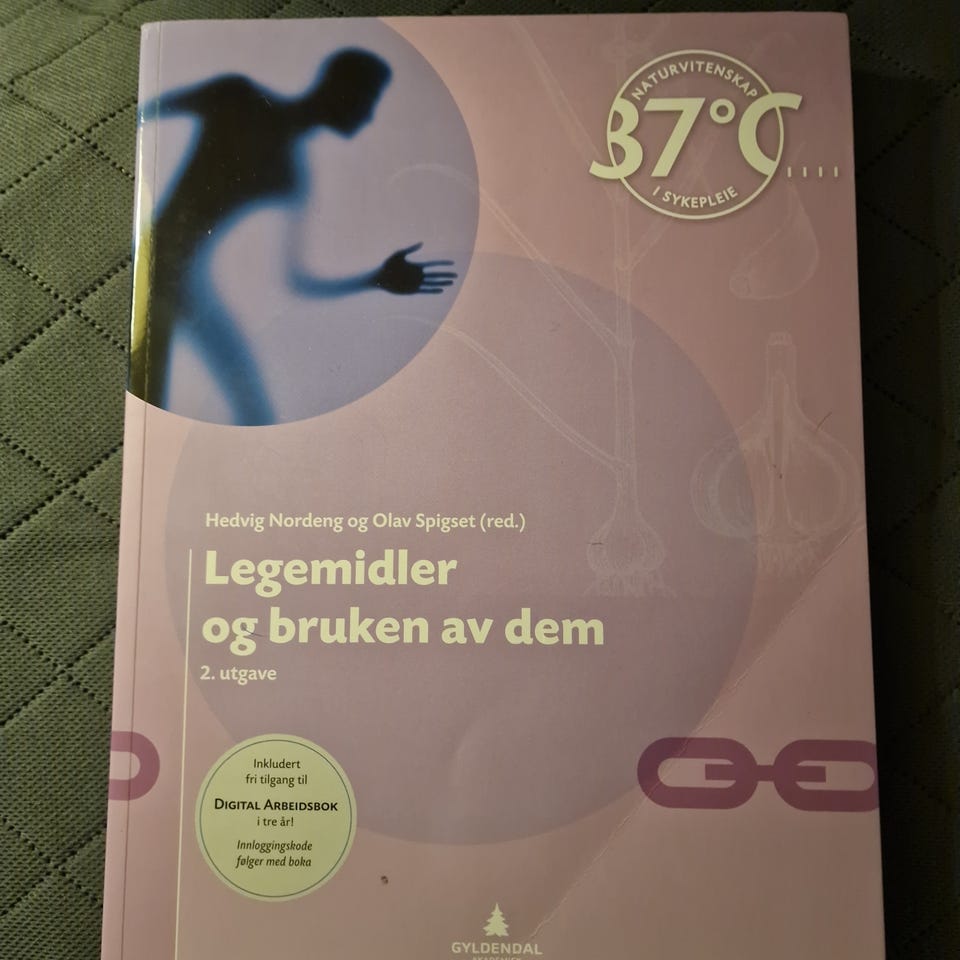 NATURVITENSKAP
37°C
I SYKEPLEIE
Hedvig Nordeng og Olav Spigset (red.)
Legemidler
og bruken av dem
2. utgave
Inkludert
fri tilgang til
DIGITAL ARBEIDSBOK
i tre år!
Innloggingskode
følger med boka
GYLDENDAL
AKADEMISK